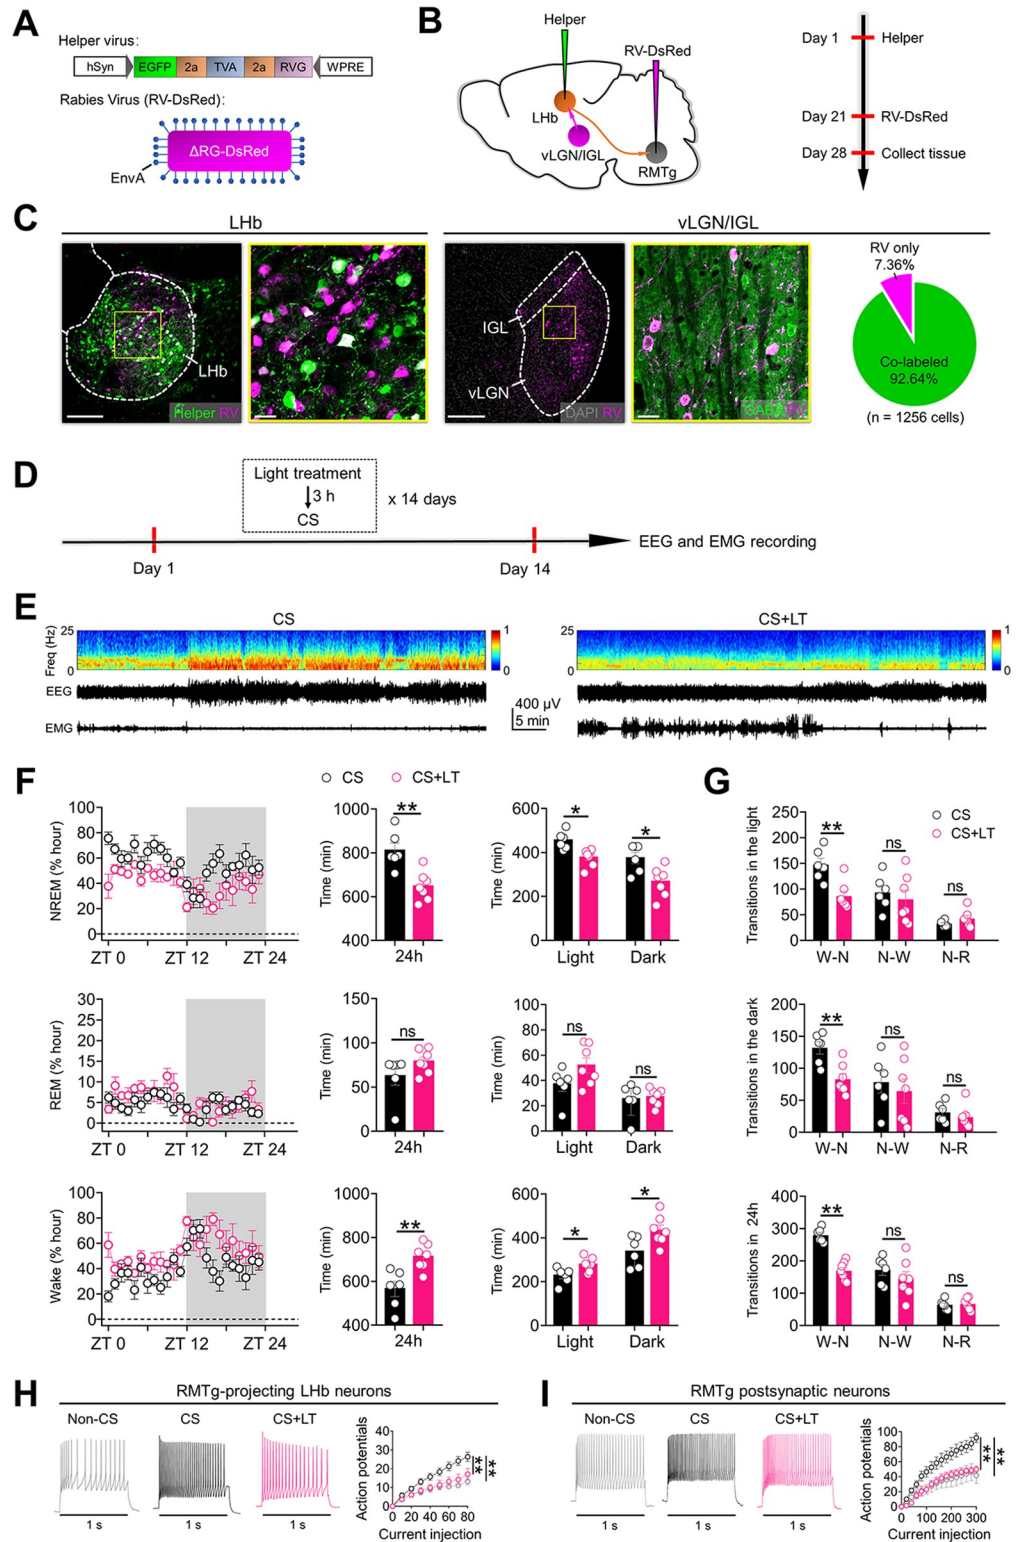 A
Helper virus:
hSyn EGFP 2a TVA 2a RVG WPRE
Rabies Virus (RV-DsRed):
ΔRG-DsRed
EnvA
B
Helper
RV-DsRed
LHb
vLGN/IGL
RMTg
Day 1 Helper
Day 21 RV-DsRed
Day 28 Collect tissue
C
LHb
vLGN/IGL
LHb
Helper RV
IGL
vLGN
DAPI RV
GABA RV
RV only
7.36%
Co-labeled
92.64%
(n = 1256 cells)
D
Light treatment
3 h
CS
x 14 days
EEG and EMG recording
Day 1
Day 14
E
CS
CS+LT
Freq (Hz)
25
0
1
0
25
0
1
0
EEG
EMG
400 μV
5 min
F
CS CS+LT
NREM (% hour)
100
80
60
40
20
0
ZT 0 ZT 12 ZT 24
Time (min)
1000
800
600
400
**
24h
Time (min)
600
400
200
0
*
*
Light Dark
REM (% hour)
30
25
20
15
10
5
0
ZT 0 ZT 12 ZT 24
Time (min)
150
100
50
0
ns
24h
Time (min)
100
80
60
40
20
0
ns
ns
Light Dark
Wake (% hour)
100
80
60
40
20
0
ZT 0 ZT 12 ZT 24
Time (min)
1000
800
600
400
**
24h
Time (min)
600
400
200
0
*
*
Light Dark
G
CS
CS+LT
Transitions in the light
250
200
150
100
50
0
**
ns
ns
W-N N-W N-R
Transitions in the dark
200
150
100
50
0
**
ns
ns
W-N N-W N-R
Transitions in 24h
400
300
200
100
0
**
ns
ns
W-N N-W N-R
H
RMTg-projecting LHb neurons
Non-CS CS CS+LT
1 s 1 s 1 s
Action potentials
40
30
20
10
0
0 20 40 60 80
Current injection
**
**
I
RMTg postsynaptic neurons
Non-CS CS CS+LT
1 s 1 s 1 s
Action potentials
100
80
60
40
20
0
0 100 200 300
Current injection
**
**